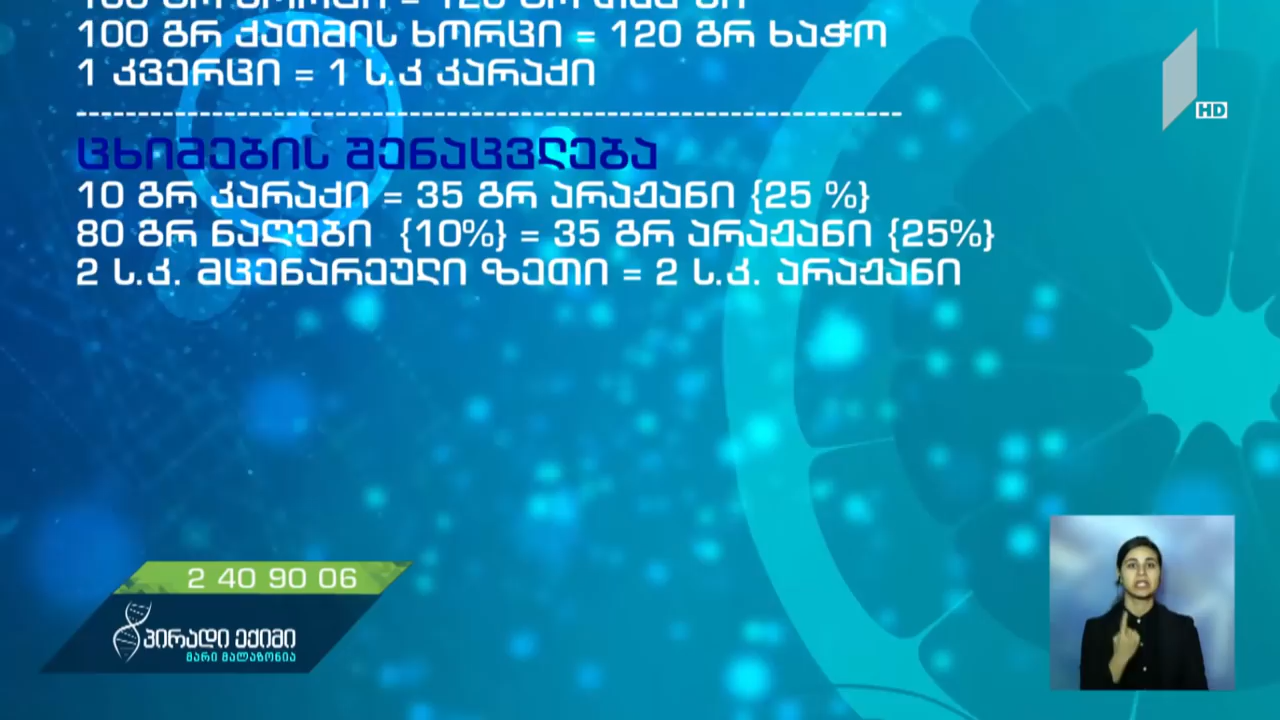 100 გრ ქათმის ხორცი = 120 გრ ხაჭო
1 კვერცი = 1 ს.კ კარაქი
ცხიმების შენაცვლება
10 გრ კარაქი = 35 გრ არაჟანი {25 %}
80 გრ ნაღები {10%} = 35 გრ არაჟანი {25%}
2 ს.კ. მცენარეული ზეთი = 2 ს.კ. არაჟანი
HD
2 40 90 06
პირადი ექიმი
მარი მალაზონია